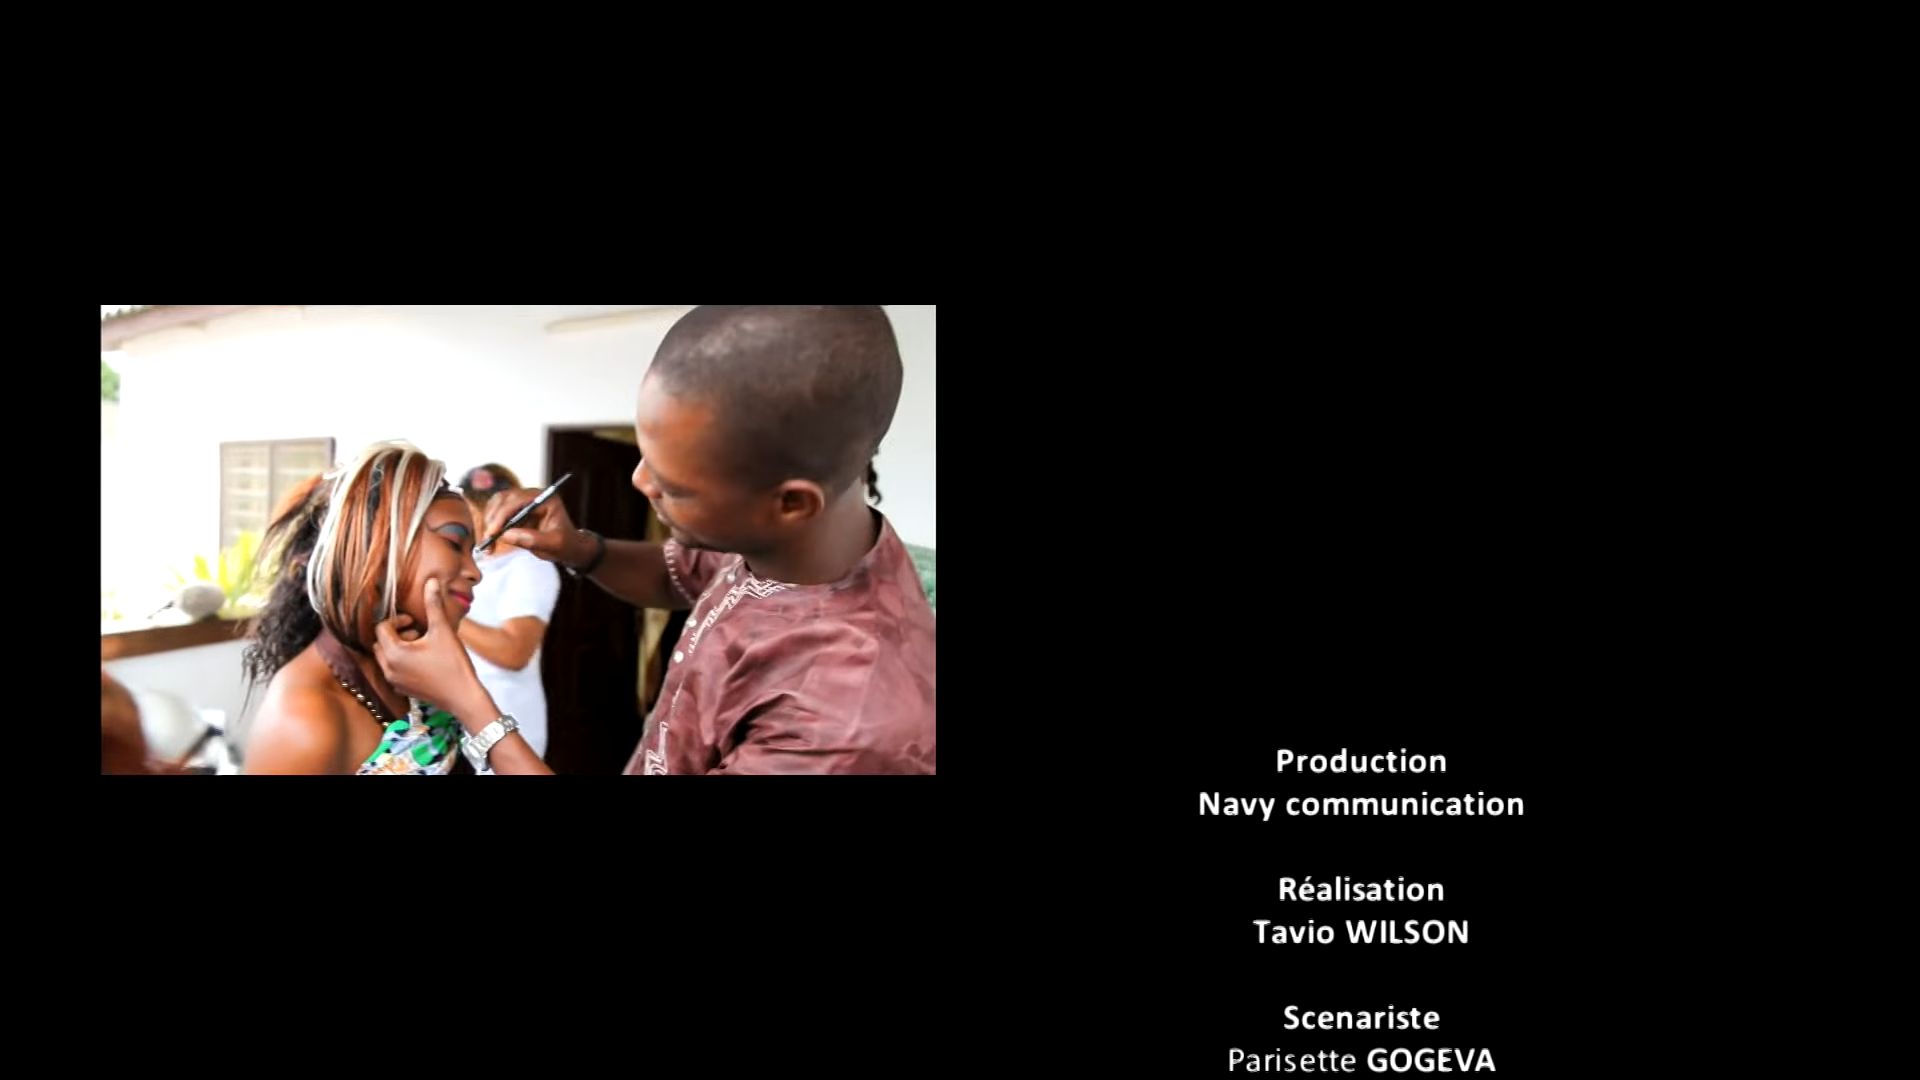 Production
Navy communication
Réalisation
Tavio WILSON
Scenariste
Parisette GOGEVA